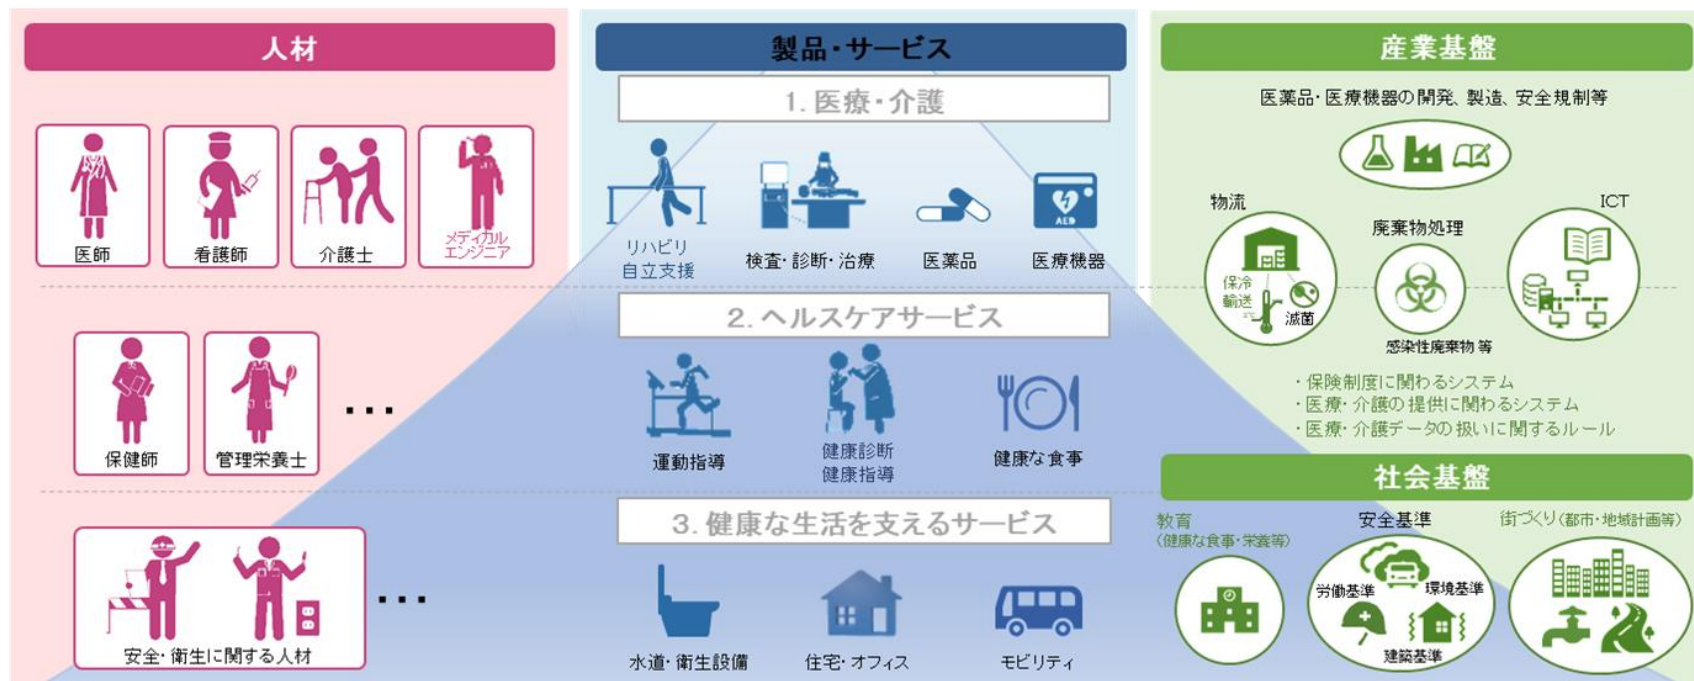 人材
医師
看護師
介護士
メディカル
エンジニア
保健師
管理栄養士
・・・
安全・衛生に関する人材
・・・
製品・サービス
1. 医療・介護
リハビリ
自立支援
検査・診断・治療
医薬品
AED
医療機器
2. ヘルスケアサービス
運動指導
健康診断
健康指導
健康な食事
3. 健康な生活を支えるサービス
水道・衛生設備
住宅・オフィス
モビリティ
産業基盤
医薬品・医療機器の開発、製造、安全規制等
物流
保冷
輸送
滅菌
廃棄物処理
感染性廃棄物 等
ICT
・保険制度に関わるシステム
・医療・介護の提供に関わるシステム
・医療・介護データの扱いに関するルール
社会基盤
教育
(健康な食事・栄養等)
安全基準
労働基準
環境基準
建築基準
街づくり(都市・地域計画等)